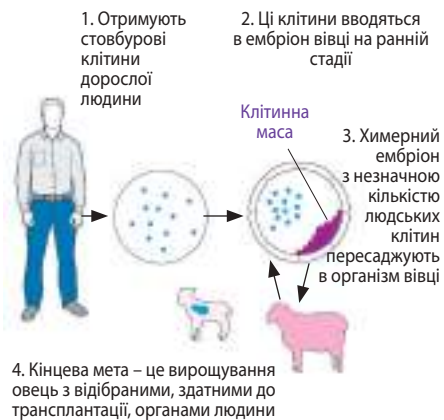 1. Отримують
стовбурові
клітини
дорослої
людини
2. Ці клітини вводяться
в ембріон вівці на ранній
стадії
Клітинна
маса
3. Химерний
ембріон
з незначною
кількістю
людських
клітин
пересаджують
в організм вівці
4. Кінцева мета – це вирощування
овець з відібраними, здатними до
трансплантації, органами людини